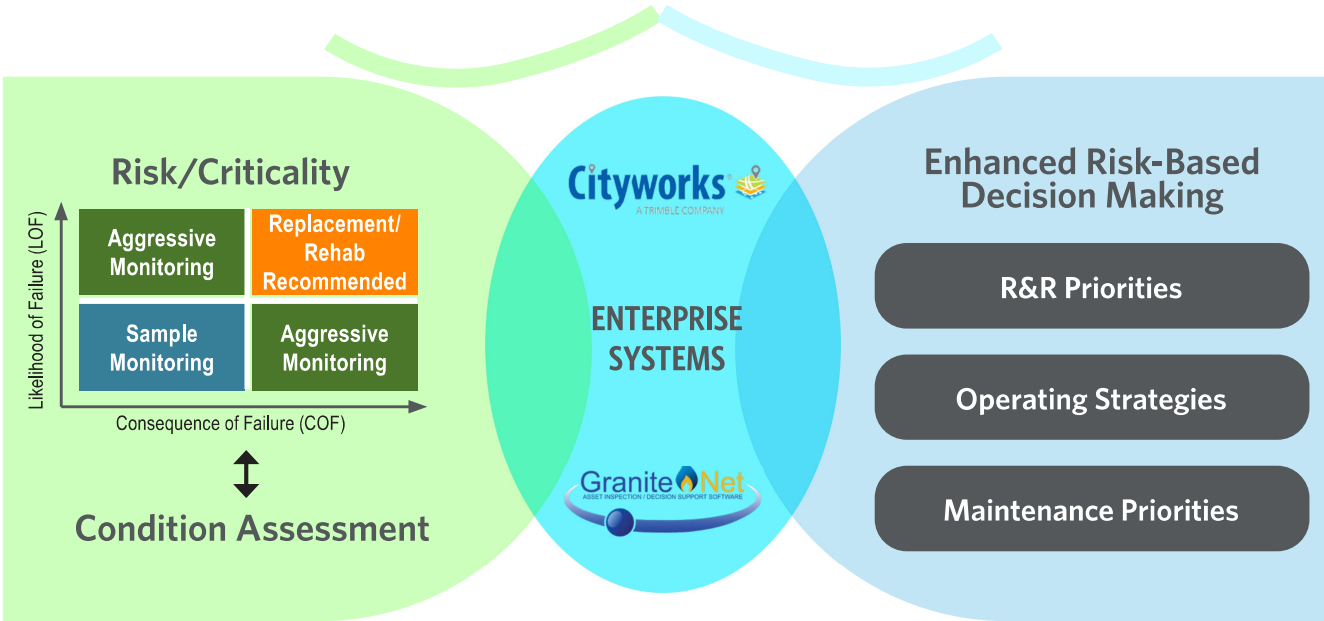 Risk/Criticality
Likelihood of Failure (LOF)
Aggressive
Monitoring
Replacement/
Rehab
Recommended
Sample
Monitoring
Aggressive
Monitoring
Consequence of Failure (COF)
Condition Assessment
Cityworks®
A TRIMBLE COMPANY
ENTERPRISE
SYSTEMS
GraniteNet
ASSET INSPECTION / DECISION SUPPORT SOFTWARE
Enhanced Risk-Based
Decision Making
R&R Priorities
Operating Strategies
Maintenance Priorities